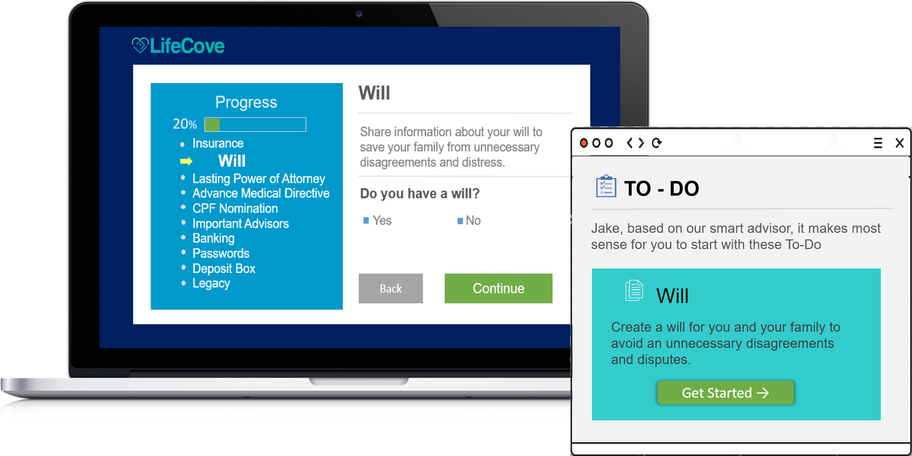 LifeCove
Progress
20%
Insurance
Will
Lasting Power of Attorney
Advance Medical Directive
CPF Nomination
Important Advisors
Banking
Passwords
Deposit Box
Legacy
Will
Share information about your will to
save your family from unnecessary
disagreements and distress.
Do you have a will?
Yes No
Back Continue
TO - DO
Jake, based on our smart advisor, it makes most
sense for you to start with these To-Do
Will
Create a will for you and your family to
avoid an unnecessary disagreements
and disputes.
Get Started →